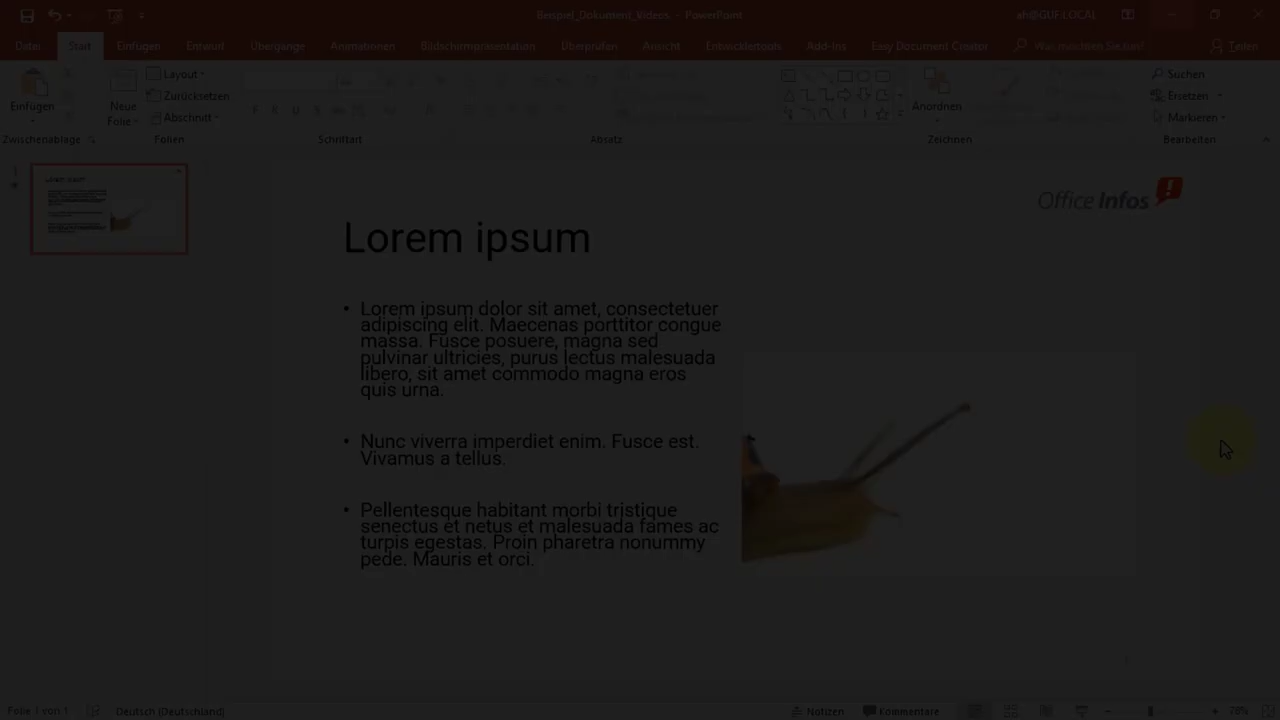 Beispiel_Dokument_Videos - PowerPoint
ah@GUF.LOCAL
Datei Start Einfügen Entwurf Übergänge Animationen Bildschirmpräsentation Überprüfen Ansicht Entwicklertools Add-Ins Easy Document Creator Was möchten Sie tun? Teilen
Layout Suchen
Einfügen Neue Zurücksetzen Anordnen Ersetzen
Folie Abschnitt Markieren
F K U S
Zwischenablage Folien Schriftart Absatz Zeichnen Bearbeiten
1
Office Infos
Lorem ipsum
• Lorem ipsum dolor sit amet, consectetuer
adipiscing elit. Maecenas porttitor congue
massa. Fusce posuere, magna sed
pulvinar ultricies, purus lectus malesuada
libero, sit amet commodo magna eros
quis urna.
• Nunc viverra imperdiet enim. Fusce est.
Vivamus a tellus.
• Pellentesque habitant morbi tristique
senectus et netus et malesuada fames ac
turpis egestas. Proin pharetra nonummy
pede. Mauris et orci.
Folie 1 von 1 Deutsch (Deutschland) Notizen Kommentare 78%